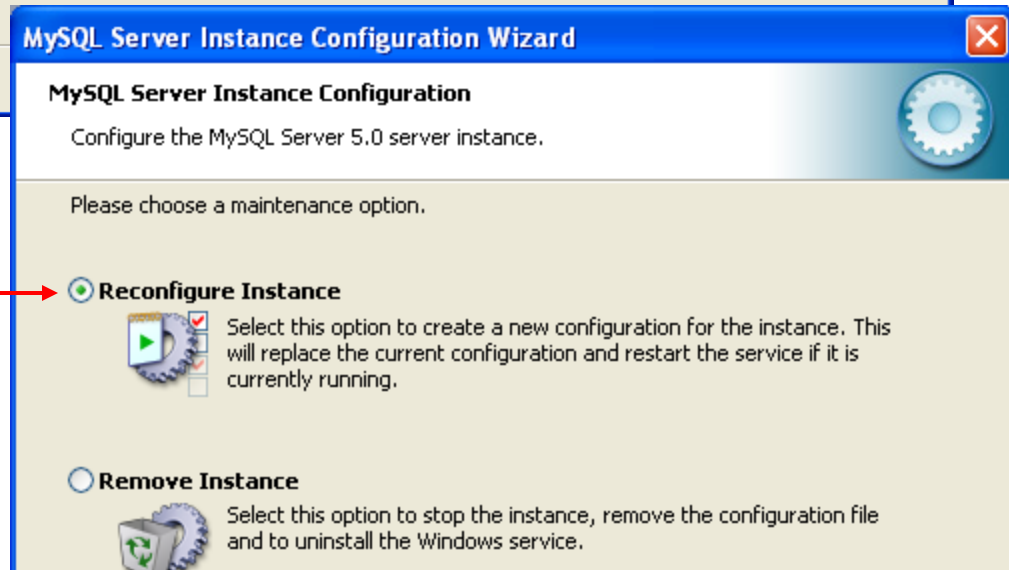 MySQL Server Instance Configuration Wizard
MySQL Server Instance Configuration
Configure the MySQL Server 5.0 server instance.
Please choose a maintenance option.
Reconfigure Instance
Select this option to create a new configuration for the instance. This
will replace the current configuration and restart the service if it is
currently running.
Remove Instance
Select this option to stop the instance, remove the configuration file
and to uninstall the Windows service.